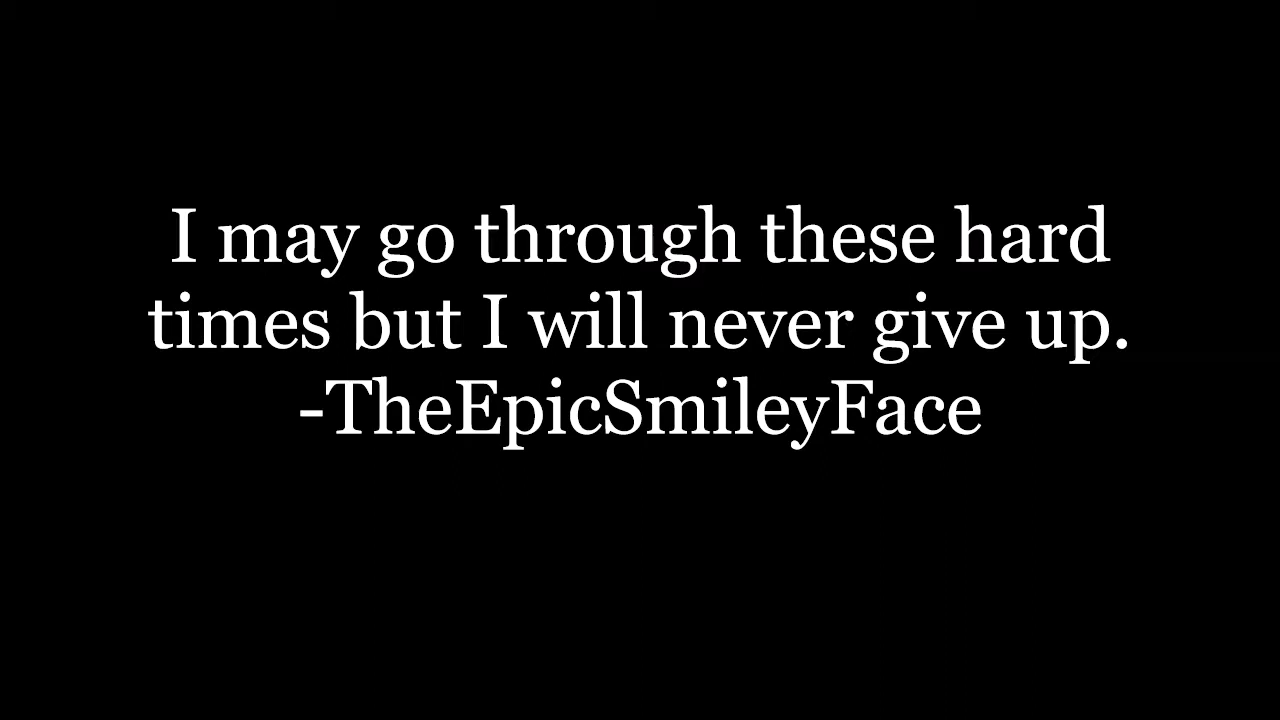 I may go through these hard
times but I will never give up.
-TheEpicSmileyFace